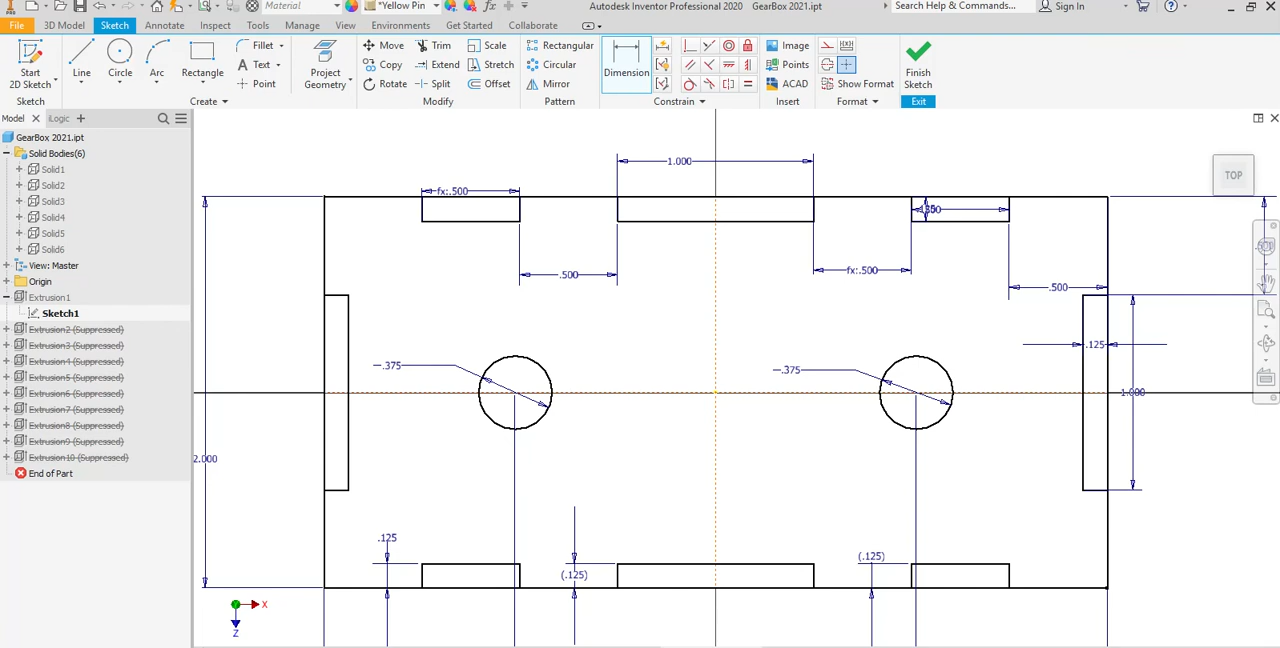 Material
"Yellow Pin
fx
Autodesk Inventor Professional 2020 GearBox 2021.ipt
Search Help & Commands...
Sign In
File
3D Model
Sketch
Annotate
Inspect
Tools
Manage
View
Environments
Get Started
Collaborate
Start
2D Sketch
Line
Circle
Arc
Rectangle
Fillet
Text
Point
Project
Geometry
Move
Copy
Rotate
Trim
Extend
Split
Scale
Stretch
Offset
Rectangular
Circular
Mirror
Dimension
Image
Points
ACAD
Show Format
Finish
Sketch
Sketch
Create
Modify
Pattern
Constrain
Insert
Format
Exit
Model
iLogic
GearBox 2021.ipt
Solid Bodies(6)
Solid1
Solid2
Solid3
Solid4
Solid5
Solid6
View: Master
Origin
Extrusion1
Sketch1
Extrusion2 (Suppressed)
Extrusion3 (Suppressed)
Extrusion4 (Suppressed)
Extrusion5 (Suppressed)
Extrusion6 (Suppressed)
Extrusion7 (Suppressed)
Extrusion8 (Suppressed)
Extrusion9 (Suppressed)
Extrusion10 (Suppressed)
End of Part
TOP
1.000
fx:.500
.500
fx:.500
.500
.125
1.000
.375
.375
2.000
.125
(.125)
(.125)
X
Z